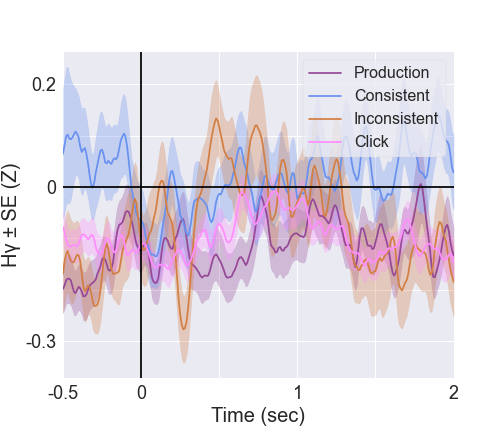 Production
Consistent
Inconsistent
Click
0.2
0
-0.3
Hγ ± SE (Z)
-0.5 0 1 2
Time (sec)